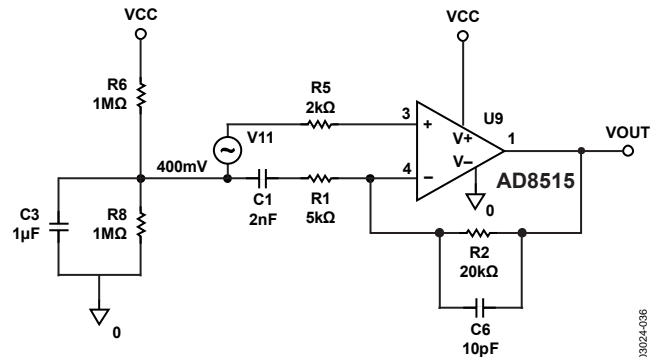 VCC
VCC
R6
1MΩ
R5
2kΩ
V11
3
+
U9
V+
1
VOUT
400mV
4
−
V−
AD8515
C1
2nF
R1
5kΩ
0
C3
1µF
R8
1MΩ
R2
20kΩ
0
C6
10pF
03024-036